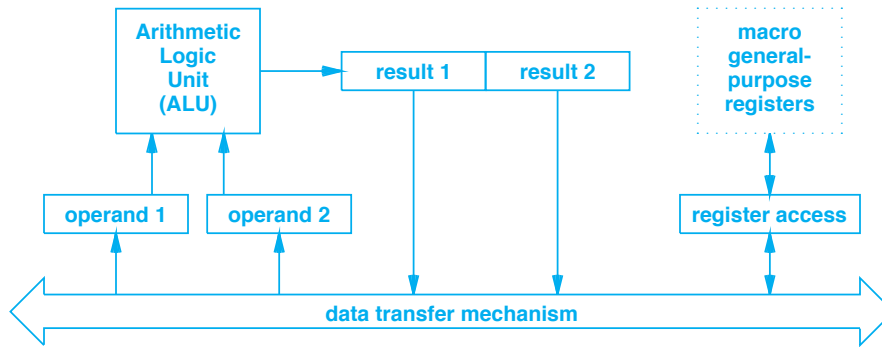 Arithmetic
Logic
Unit
(ALU)
result 1
result 2
macro
general-
purpose
registers
operand 1
operand 2
register access
data transfer mechanism